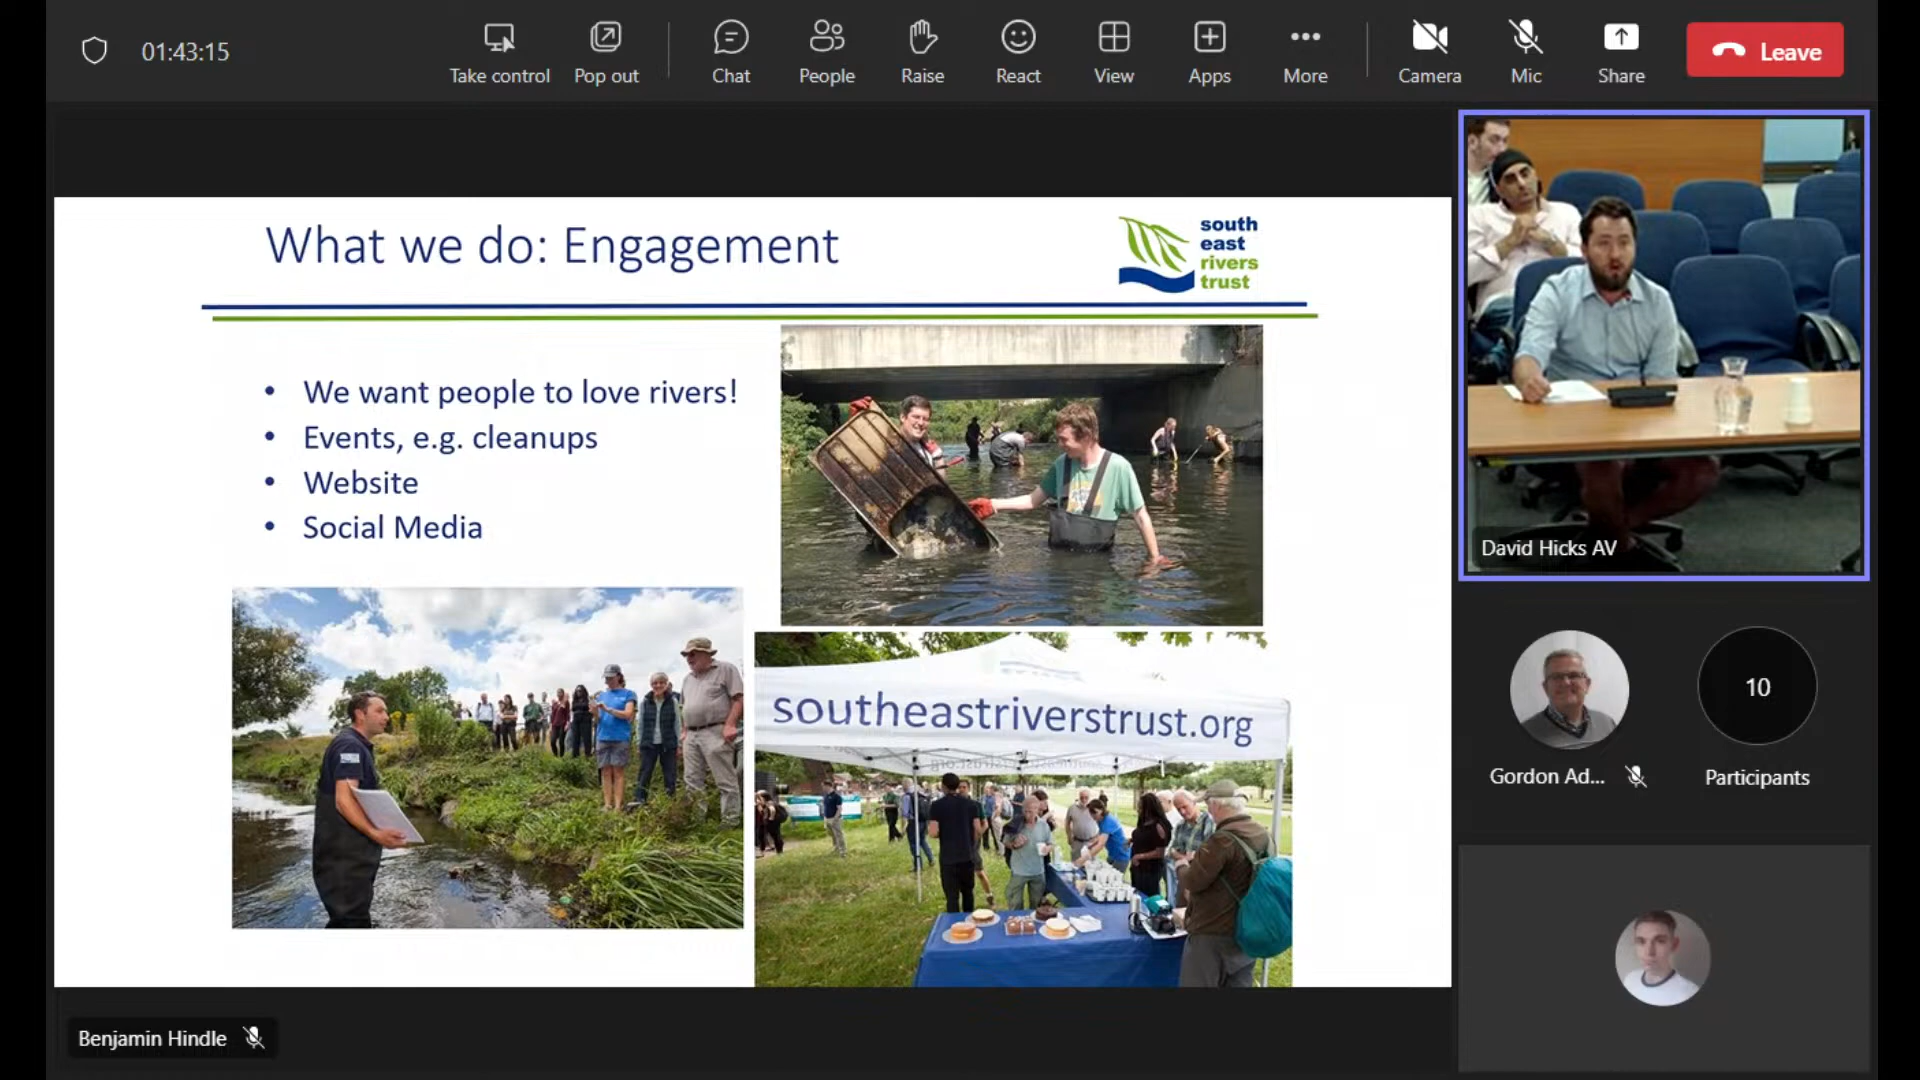 01:43:15
Take control
Pop out
Chat
People
Raise
React
View
Apps
More
Camera
Mic
Share
Leave
What we do: Engagement
south
east
rivers
trust
• We want people to love rivers!
• Events, e.g. cleanups
• Website
• Social Media
southeastriverstrust.org
David Hicks AV
Gordon Ad...
10
Participants
Benjamin Hindle